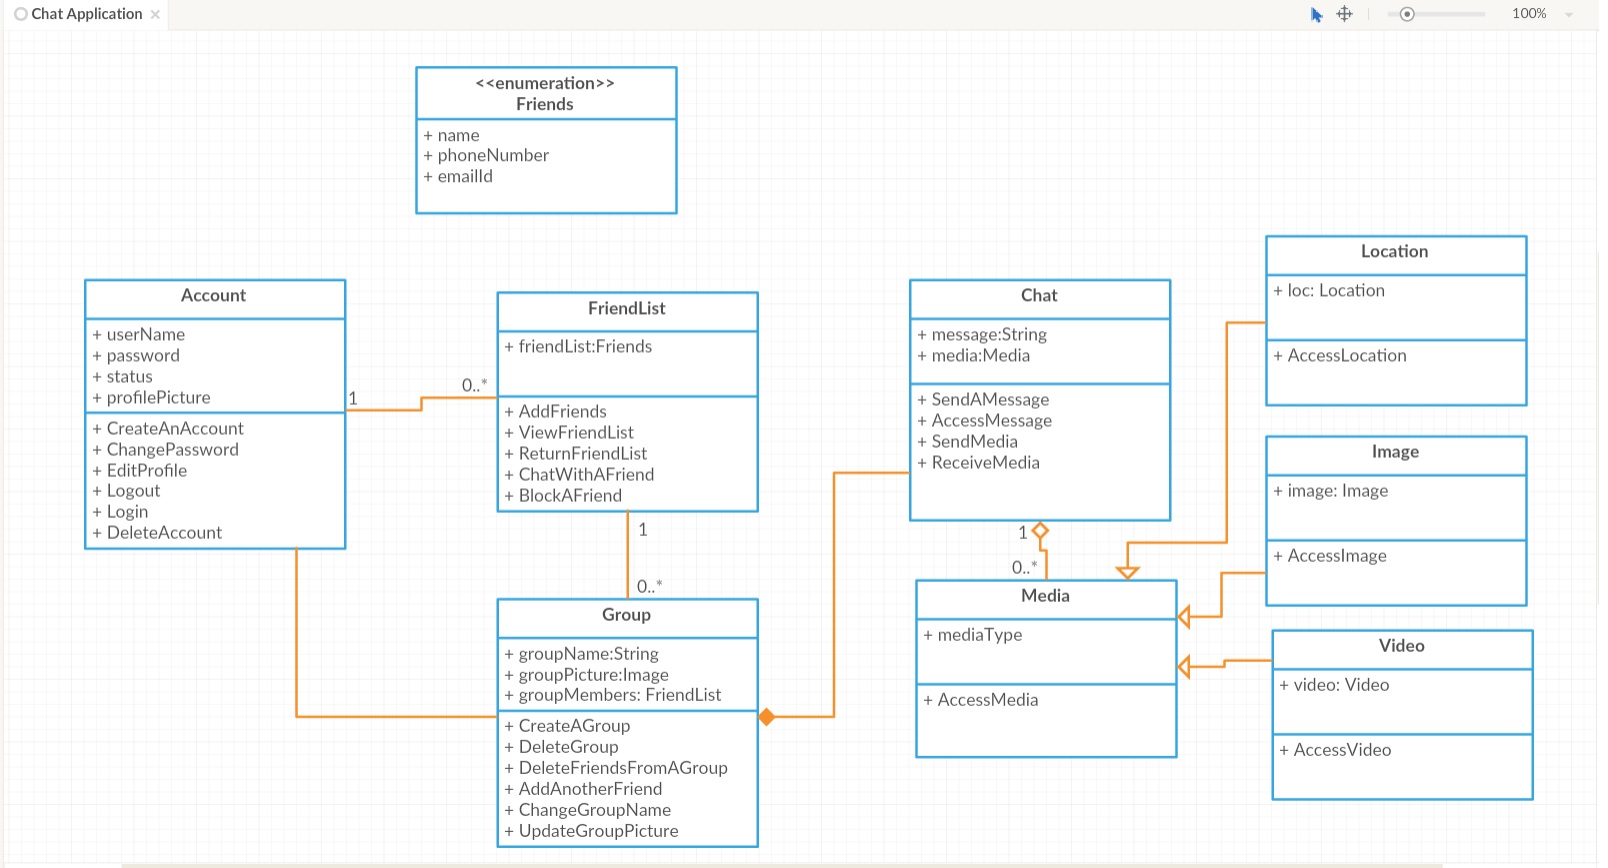 Chat Application
100%
<<enumeration>>
Friends
+ name
+ phoneNumber
+ emailId
Account
+ userName
+ password
+ status
+ profilePicture
+ CreateAnAccount
+ ChangePassword
+ EditProfile
+ Logout
+ Login
+ DeleteAccount
1
0..*
FriendList
+ friendList:Friends
+ AddFriends
+ ViewFriendList
+ ReturnFriendList
+ ChatWithAFriend
+ BlockAFriend
1
0..*
Group
+ groupName:String
+ groupPicture:Image
+ groupMembers: FriendList
+ CreateAGroup
+ DeleteGroup
+ DeleteFriendsFromAGroup
+ AddAnotherFriend
+ ChangeGroupName
+ UpdateGroupPicture
Chat
+ message:String
+ media:Media
+ SendAMessage
+ AccessMessage
+ SendMedia
+ ReceiveMedia
1
0..*
Media
+ mediaType
+ AccessMedia
Location
+ loc: Location
+ AccessLocation
Image
+ image: Image
+ AccessImage
Video
+ video: Video
+ AccessVideo